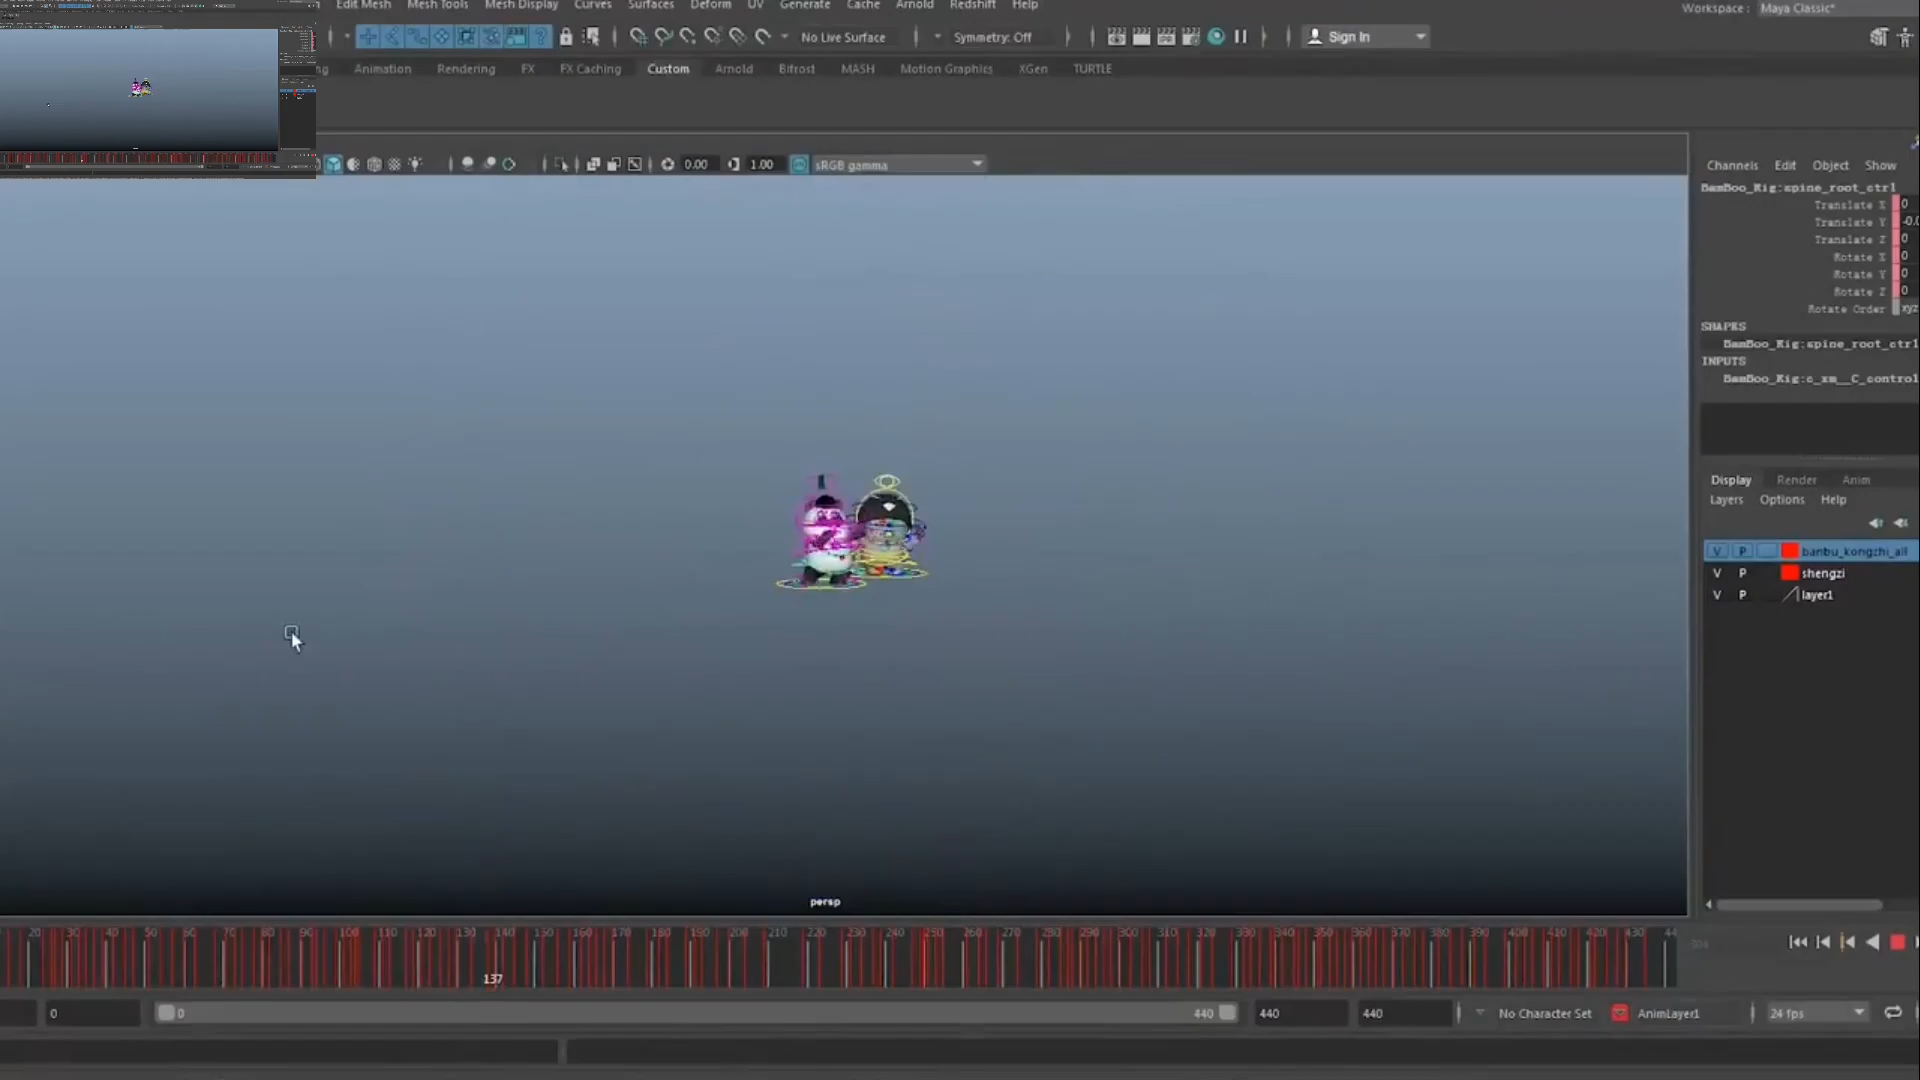 Edit Mesh Mesh Tools Mesh Display Curves Surfaces Deform UV Generate Cache Arnold Redshift Help
Workspace : Maya Classic*
No Live Surface
Symmetry: Off
Sign In
Animation Rendering FX FX Caching Custom Arnold Bifrost MASH Motion Graphics XGen TURTLE
0.00
1.00
sRGB gamma
Channels Edit Object Show
BamBoo_Rig:spine_root_ctrl
Translate X 0
Translate Y -0.0
Translate Z 0
Rotate X 0
Rotate Y 0
Rotate Z 0
Rotate Order xyz
SHAPES
BamBoo_Rig:spine_root_ctrl
INPUTS
Display Render Anim
Layers Options Help
V P banbu_kongzhi_all
V P shengzi
V P layer1
persp
20 30 40 50 60 70 80 90 100 110 120 130 140 150 160 170 180 190 200 210 220 230 240 250 260 270 280 290 300 310 320 330 340 350 360 370 380 390 400 410 420 430 44
137
0
0
440
440
440
No Character Set
AnimLayer1
24 fps